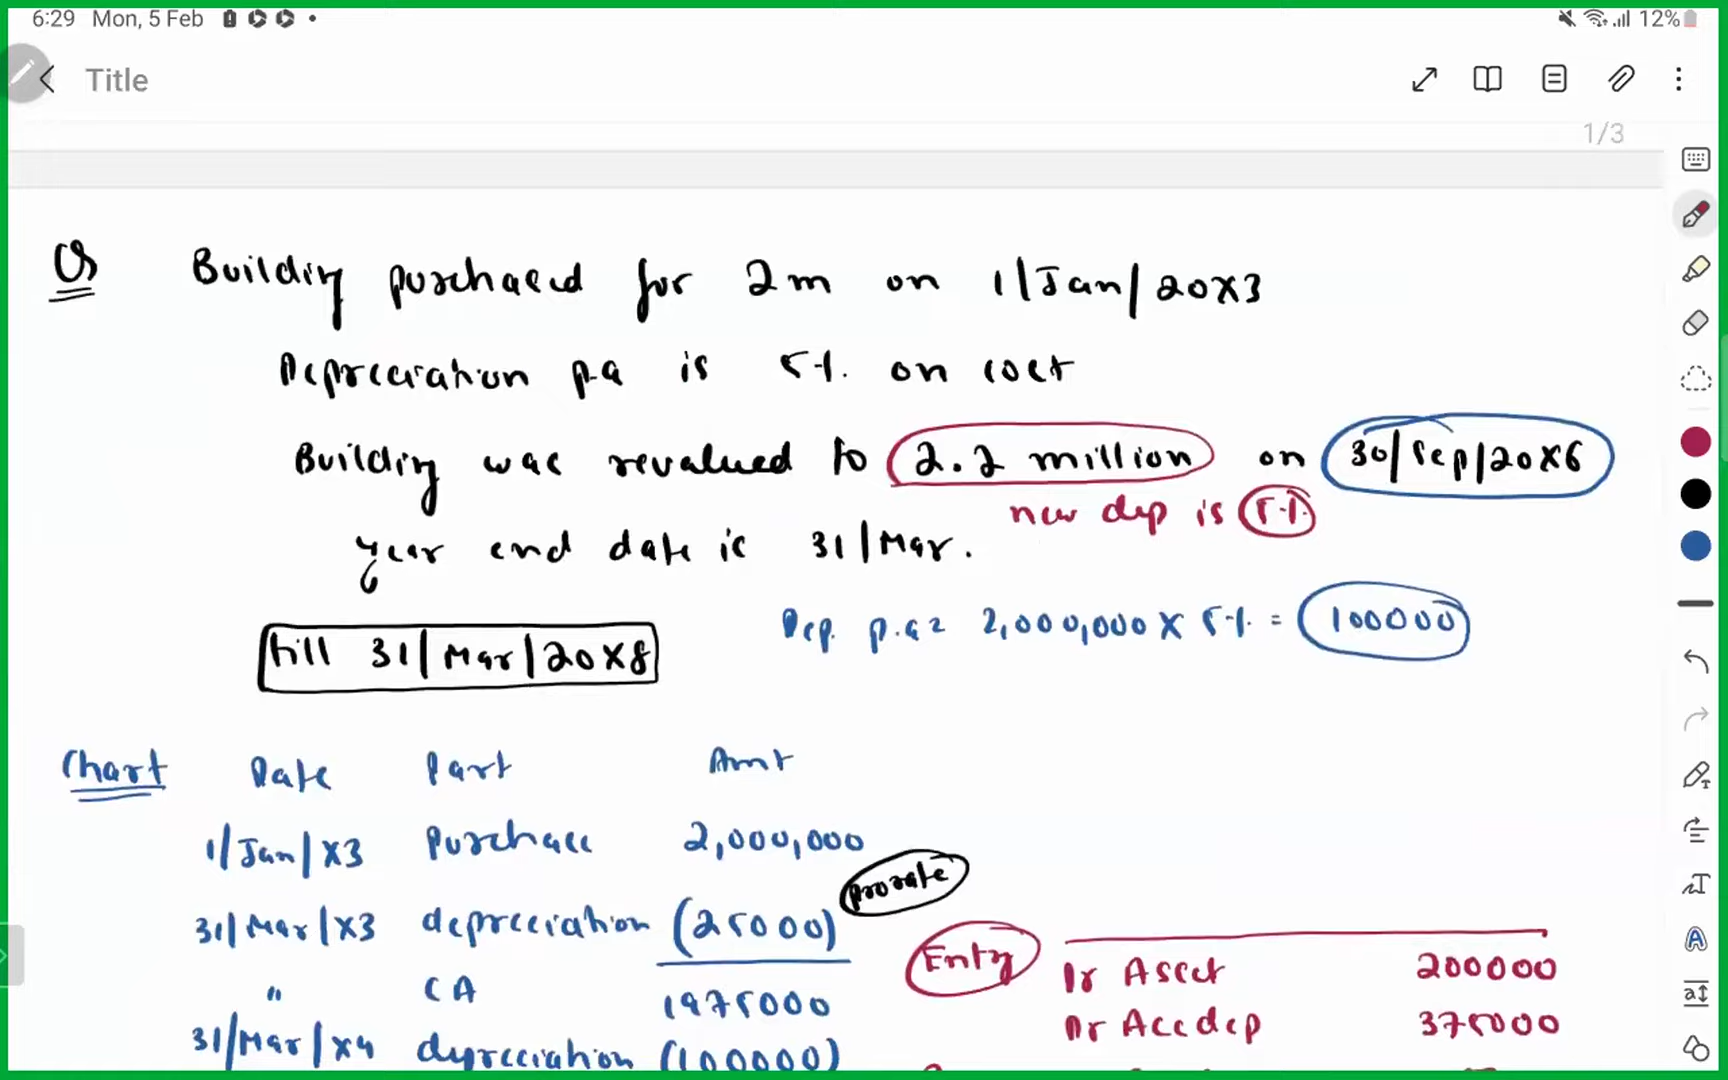 6:29 Mon, 5 Feb 12%
Title
1/3
Q Building purchased for 2m on 1/Jan/20X3
Depreciation p.a is 5% on cost
Building was revalued to 2.2 million on 30/Sep/20X6
new dep is 5%
year end date is 31/Mar.
till 31/Mar/20X8
Dep. p.a = 2,000,000 X 5% = 100000
Chart Date Part Amt
1/Jan/X3 Purchase 2,000,000
prorate
31/Mar/X3 depreciation (25000)
Entry
Dr Asset 200000
" CA 1975000
Dr Acc dep 375000
31/Mar/X4 depreciation (100000)